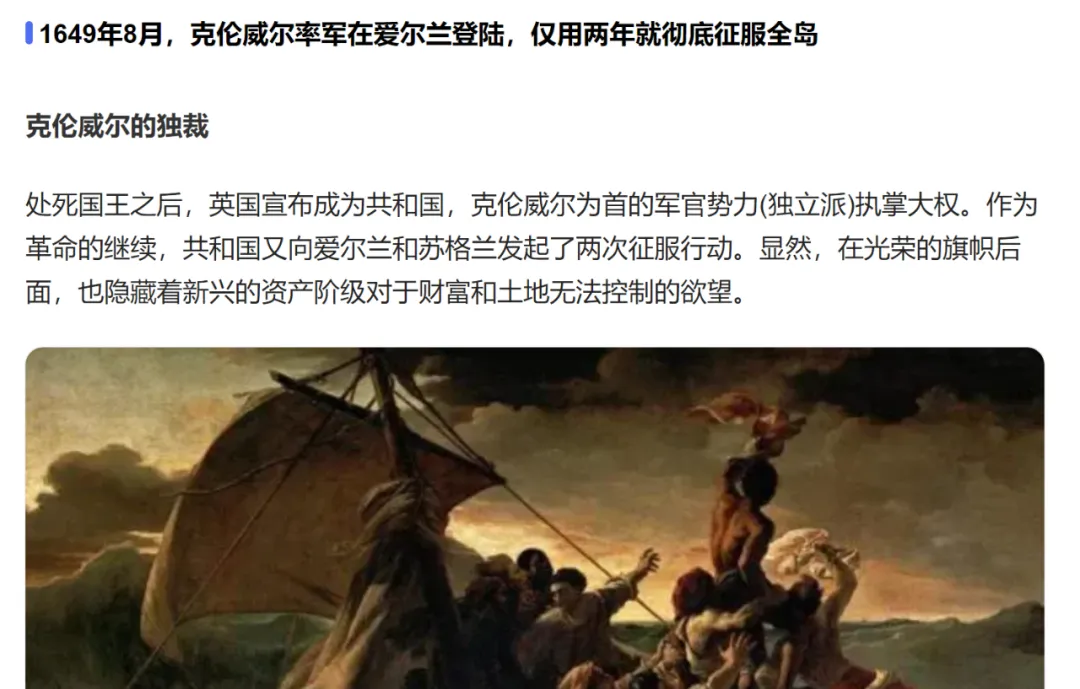 1649年8月，克伦威尔率军在爱尔兰登陆，仅用两年就彻底征服全岛
克伦威尔的独裁
处死国王之后，英国宣布成为共和国，克伦威尔为首的军官势力(独立派)执掌大权。作为
革命的继续，共和国又向爱尔兰和苏格兰发起了两次征服行动。显然，在光荣的旗帜后
面，也隐藏着新兴的资产阶级对于财富和土地无法控制的欲望。